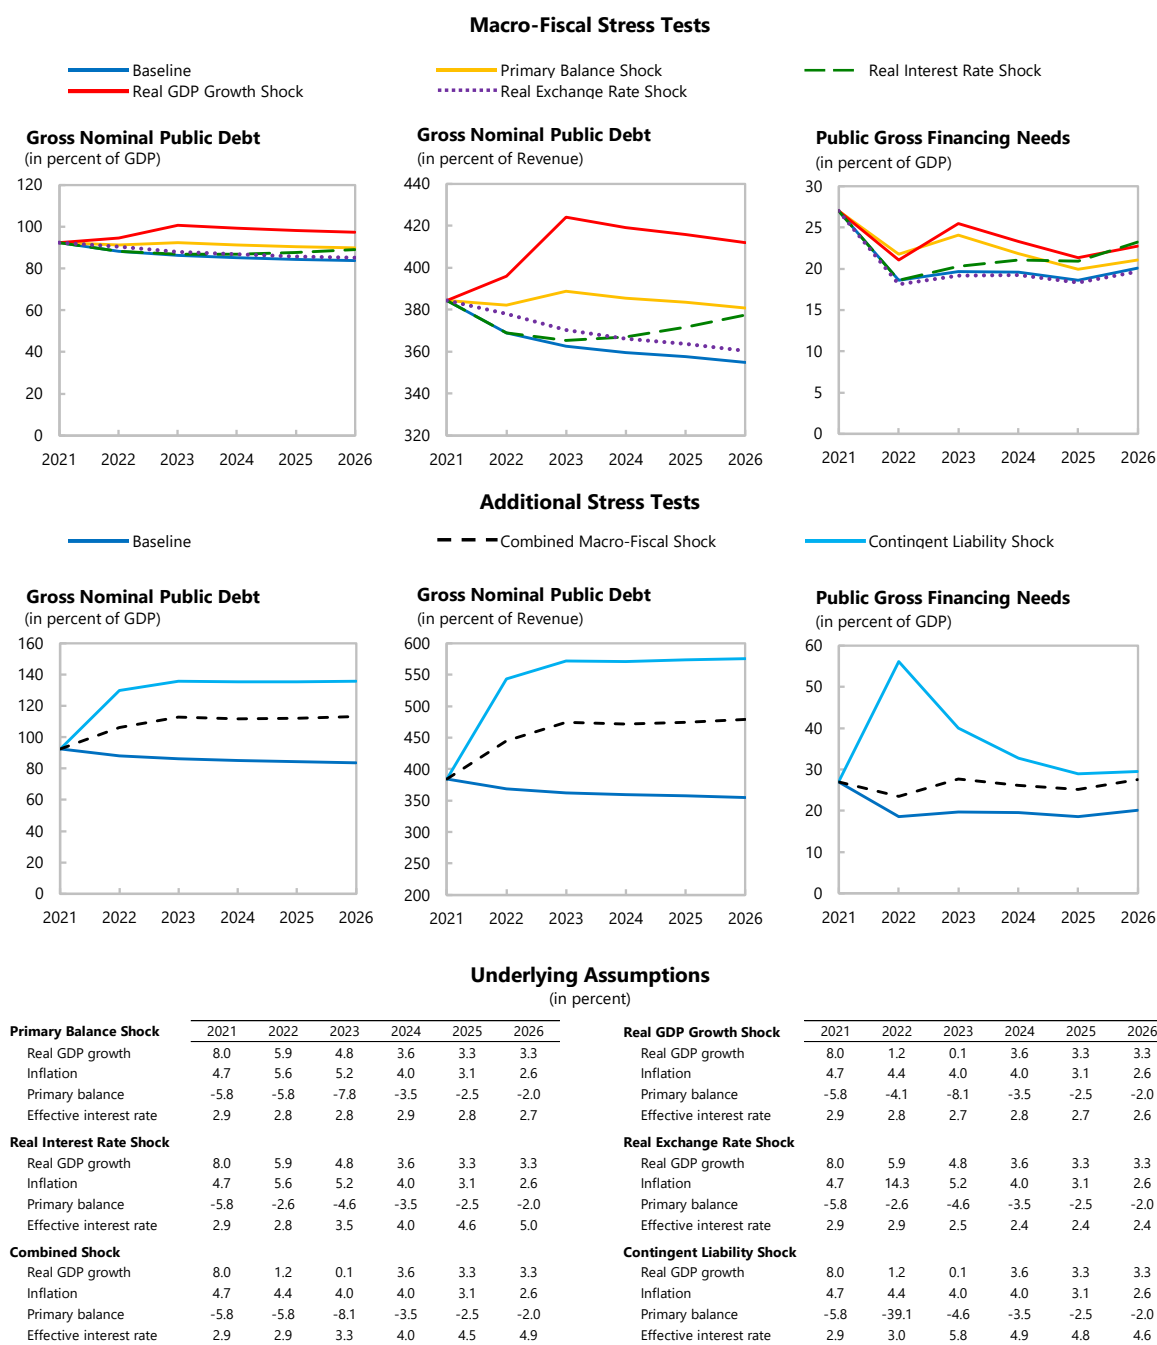 Macro-Fiscal Stress Tests
Baseline Primary Balance Shock Real Interest Rate Shock
Real GDP Growth Shock Real Exchange Rate Shock
Gross Nominal Public Debt
(in percent of GDP)
120
100
80
60
40
20
0
2021 2022 2023 2024 2025 2026
Gross Nominal Public Debt
(in percent of Revenue)
440
420
400
380
360
340
320
2021 2022 2023 2024 2025 2026
Public Gross Financing Needs
(in percent of GDP)
30
25
20
15
10
5
0
2021 2022 2023 2024 2025 2026
Additional Stress Tests
Baseline Combined Macro-Fiscal Shock Contingent Liability Shock
Gross Nominal Public Debt
(in percent of GDP)
160
140
120
100
80
60
40
20
0
2021 2022 2023 2024 2025 2026
Gross Nominal Public Debt
(in percent of Revenue)
600
550
500
450
400
350
300
250
200
2021 2022 2023 2024 2025 2026
Public Gross Financing Needs
(in percent of GDP)
60
50
40
30
20
10
0
2021 2022 2023 2024 2025 2026
Underlying Assumptions
(in percent)
Primary Balance Shock 2021 2022 2023 2024 2025 2026
Real GDP growth 8.0 5.9 4.8 3.6 3.3 3.3
Inflation 4.7 5.6 5.2 4.0 3.1 2.6
Primary balance -5.8 -5.8 -7.8 -3.5 -2.5 -2.0
Effective interest rate 2.9 2.8 2.8 2.9 2.8 2.7
Real Interest Rate Shock
Real GDP growth 8.0 5.9 4.8 3.6 3.3 3.3
Inflation 4.7 5.6 5.2 4.0 3.1 2.6
Primary balance -5.8 -2.6 -4.6 -3.5 -2.5 -2.0
Effective interest rate 2.9 2.8 3.5 4.0 4.6 5.0
Combined Shock
Real GDP growth 8.0 1.2 0.1 3.6 3.3 3.3
Inflation 4.7 4.4 4.0 4.0 3.1 2.6
Primary balance -5.8 -5.8 -8.1 -3.5 -2.5 -2.0
Effective interest rate 2.9 2.9 3.3 4.0 4.5 4.9
Real GDP Growth Shock 2021 2022 2023 2024 2025 2026
Real GDP growth 8.0 1.2 0.1 3.6 3.3 3.3
Inflation 4.7 4.4 4.0 4.0 3.1 2.6
Primary balance -5.8 -4.1 -8.1 -3.5 -2.5 -2.0
Effective interest rate 2.9 2.8 2.7 2.8 2.7 2.6
Real Exchange Rate Shock
Real GDP growth 8.0 5.9 4.8 3.6 3.3 3.3
Inflation 4.7 14.3 5.2 4.0 3.1 2.6
Primary balance -5.8 -2.6 -4.6 -3.5 -2.5 -2.0
Effective interest rate 2.9 2.9 2.5 2.4 2.4 2.4
Contingent Liability Shock
Real GDP growth 8.0 1.2 0.1 3.6 3.3 3.3
Inflation 4.7 4.4 4.0 4.0 3.1 2.6
Primary balance -5.8 -39.1 -4.6 -3.5 -2.5 -2.0
Effective interest rate 2.9 3.0 5.8 4.9 4.8 4.6